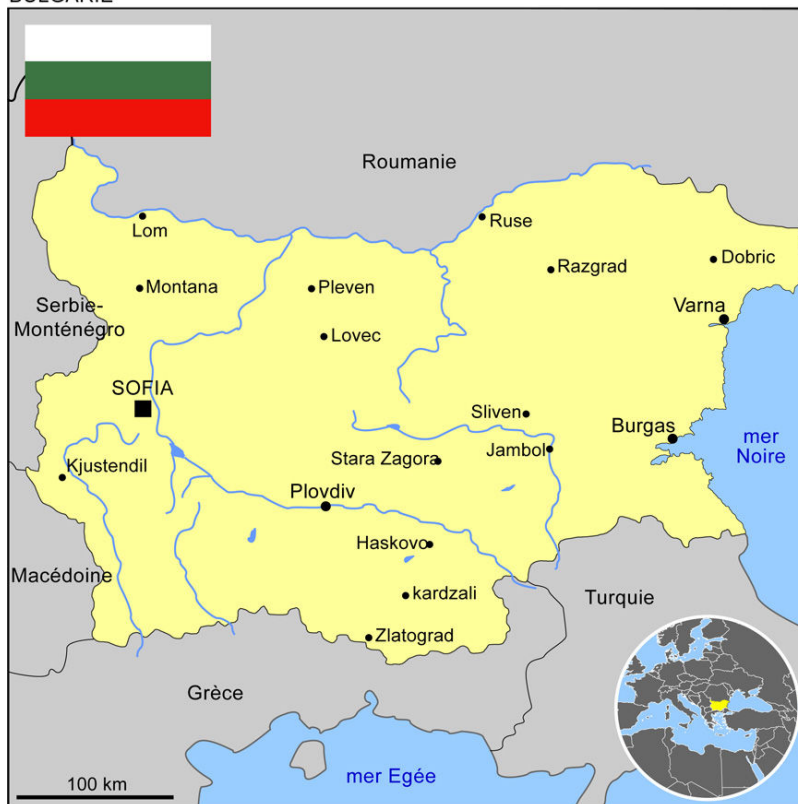 BULGARIE
Roumanie
Lom
Ruse
Razgrad
Dobric
Montana
Pleven
Serbie-
Monténégro
Varna
Lovec
SOFIA
Sliven
Burgas
mer
Noire
Jambol
Stara Zagora
Kjustendil
Plovdiv
Haskovo
Macédoine
kardzali
Turquie
Zlatograd
Grèce
mer Egée
100 km